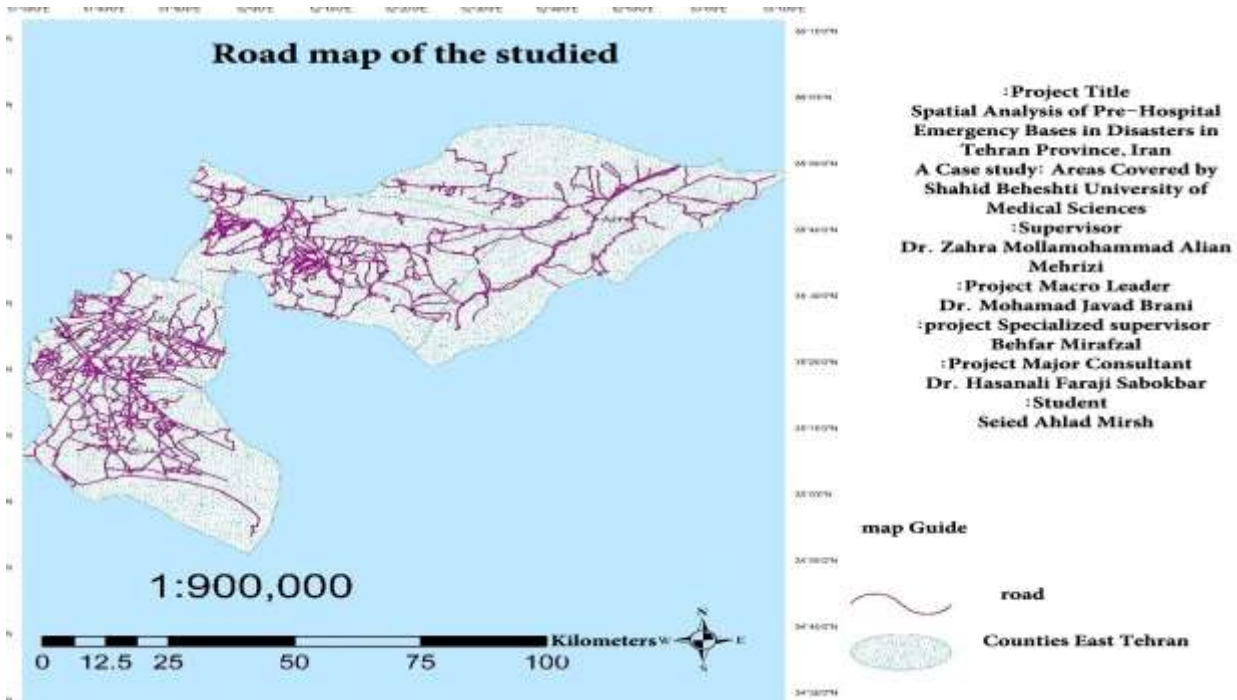 Road map of the studied
:Project Title
Spatial Analysis of Pre-Hospital
Emergency Bases in Disasters in
Tehran Province, Iran
A Case study: Areas Covered by
Shahid Beheshti University of
Medical Sciences
:Supervisor
Dr. Zahra Mollamohammad Alian
Mehrizi
:Project Macro Leader
Dr. Mohamad Javad Brani
:project Specialized supervisor
Behfar Mirafzal
:Project Major Consultant
Dr. Hasanali Faraji Sabokbar
:Student
Seied Ahlad Mirsh
map Guide
road
Counties East Tehran
1:900,000
Kilometers
0 12.5 25 50 75 100
N
W E
S